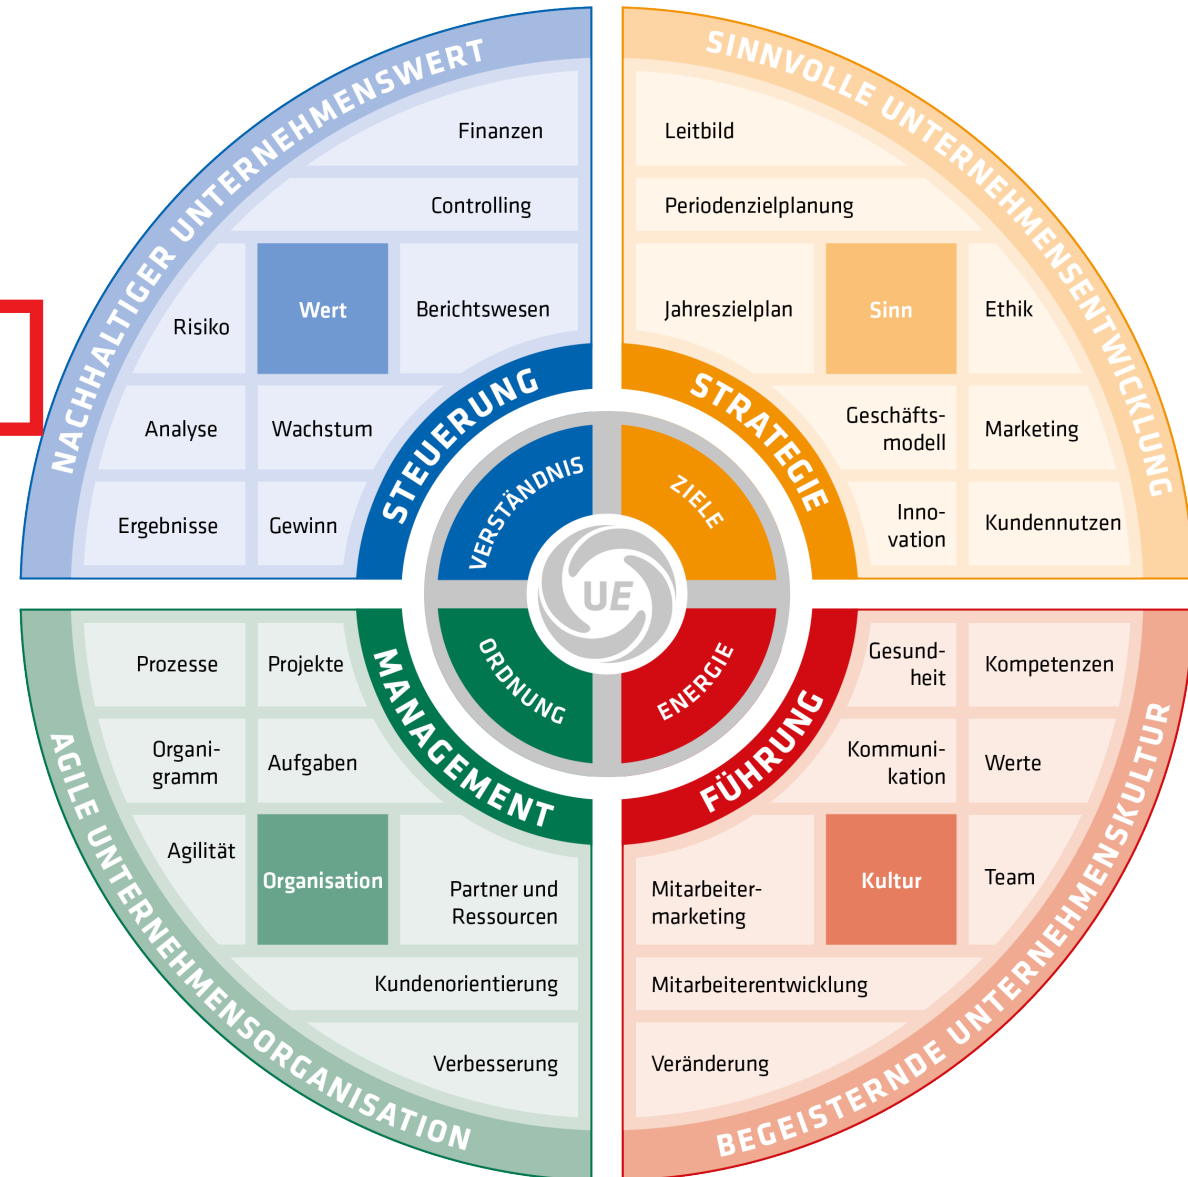 NACHHALTIGER UNTERNEHMENSWERT
Finanzen
Controlling
Risiko
Wert
Berichtswesen
Analyse
Wachstum
Ergebnisse
Gewinn
STEUERUNG
VERSTÄNDNIS
SINNVOLLE UNTERNEHMENSENTWICKLUNG
Leitbild
Periodenzielplanung
Jahreszielplan
Sinn
Ethik
Geschäfts-
modell
Marketing
Inno-
vation
Kundennutzen
STRATEGIE
ZIELE
UE
AGILE UNTERNEHMENSORGANISATION
Prozesse
Projekte
Organi-
gramm
Aufgaben
Agilität
Organisation
Partner und
Ressourcen
Kundenorientierung
Verbesserung
MANAGEMENT
ORDNUNG
BEGEISTERNDE UNTERNEHMENSKULTUR
Gesund-
heit
Kompetenzen
Kommuni-
kation
Werte
Mitarbeiter-
marketing
Kultur
Team
Mitarbeiterentwicklung
Veränderung
FÜHRUNG
ENERGIE